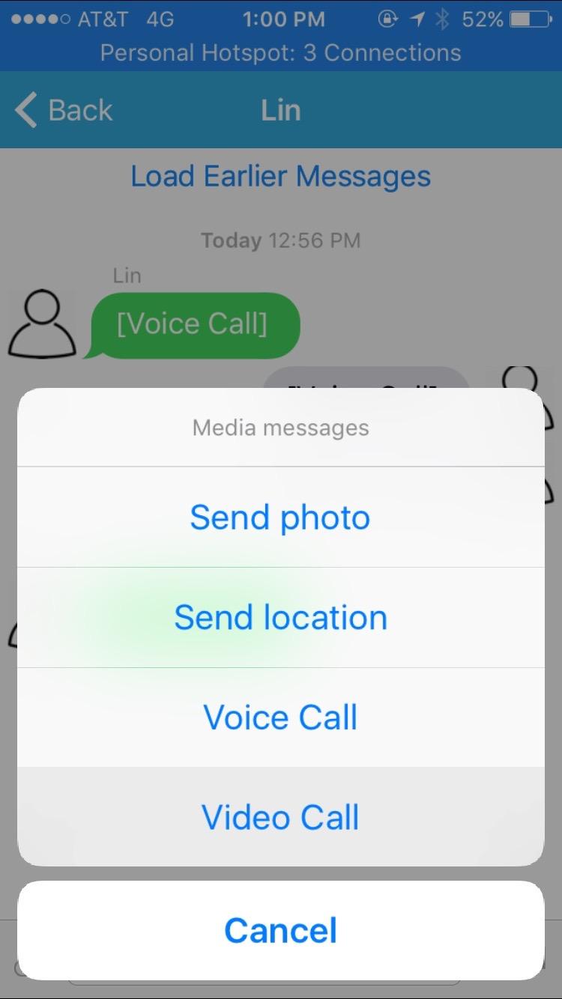 AT&T 4G 1:00 PM 52%
Personal Hotspot: 3 Connections
Back Lin
Load Earlier Messages
Today 12:56 PM
Lin
[Voice Call]
Media messages
Send photo
Send location
Voice Call
Video Call
Cancel